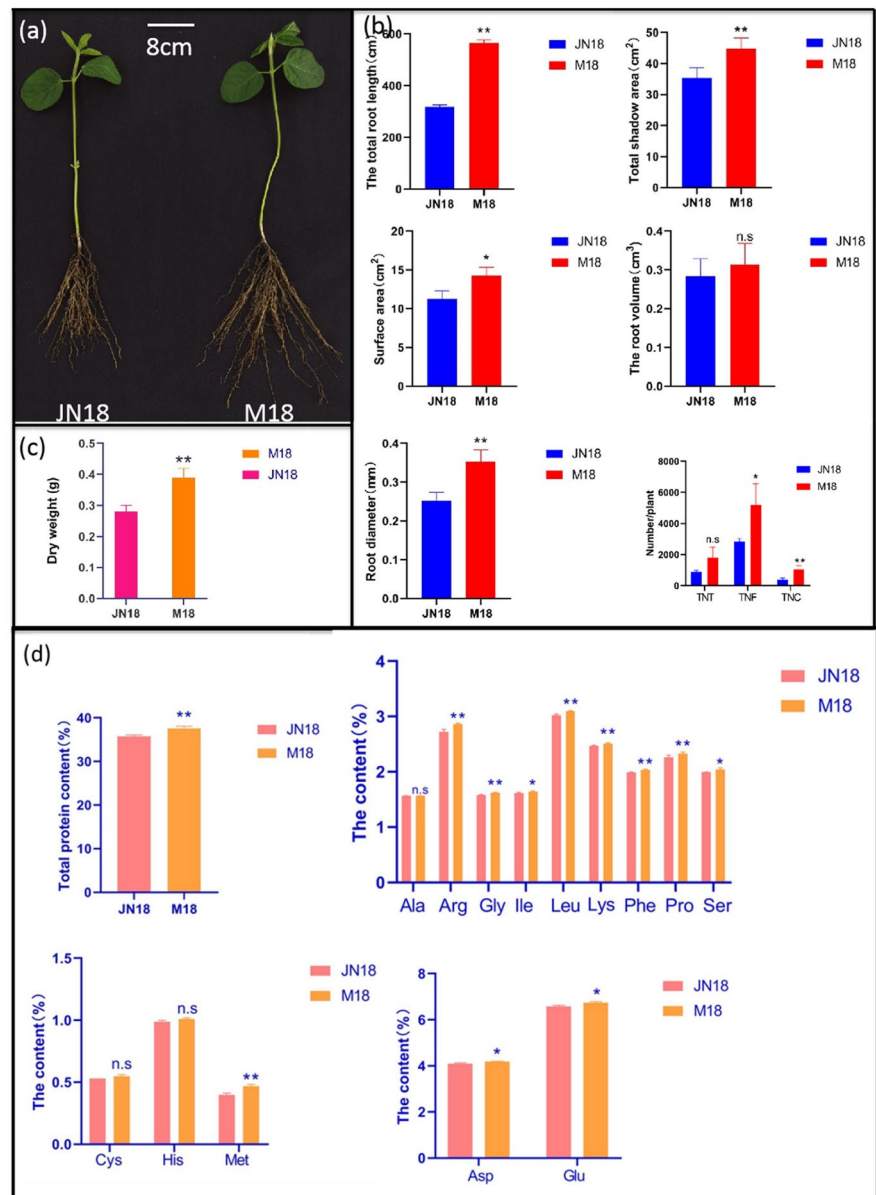 (a)
8cm
JN18
M18
(b)
The total root length(cm)
600
400
200
0
**
JN18
M18
JN18
M18
Total shadow area(cm²)
60
50
40
30
20
10
0
**
JN18
M18
JN18
M18
Surface area(cm²)
20
15
10
5
0
*
JN18
M18
JN18
M18
The root volume(cm³)
0.4
0.3
0.2
0.1
0.0
n.s
JN18
M18
JN18
M18
Root diameter(mm)
0.4
0.3
0.2
0.1
0.0
**
JN18
M18
JN18
M18
Number/plant
8000
6000
4000
2000
0
n.s
*
**
TNT
TNF
TNC
JN18
M18
(c)
Dry weight (g)
0.5
0.4
0.3
0.2
0.1
0.0
**
JN18
M18
M18
JN18
(d)
Total protein content(%)
40
30
20
10
0
**
JN18
M18
JN18
M18
The content(%)
4
3
2
1
0
n.s
**
**
*
**
**
**
**
*
Ala Arg Gly Ile Leu Lys Phe Pro Ser
JN18
M18
The content(%)
1.5
1.0
0.5
0.0
n.s
n.s
**
Cys His Met
JN18
M18
The content(%)
8
6
4
2
0
*
*
Asp Glu
JN18
M18